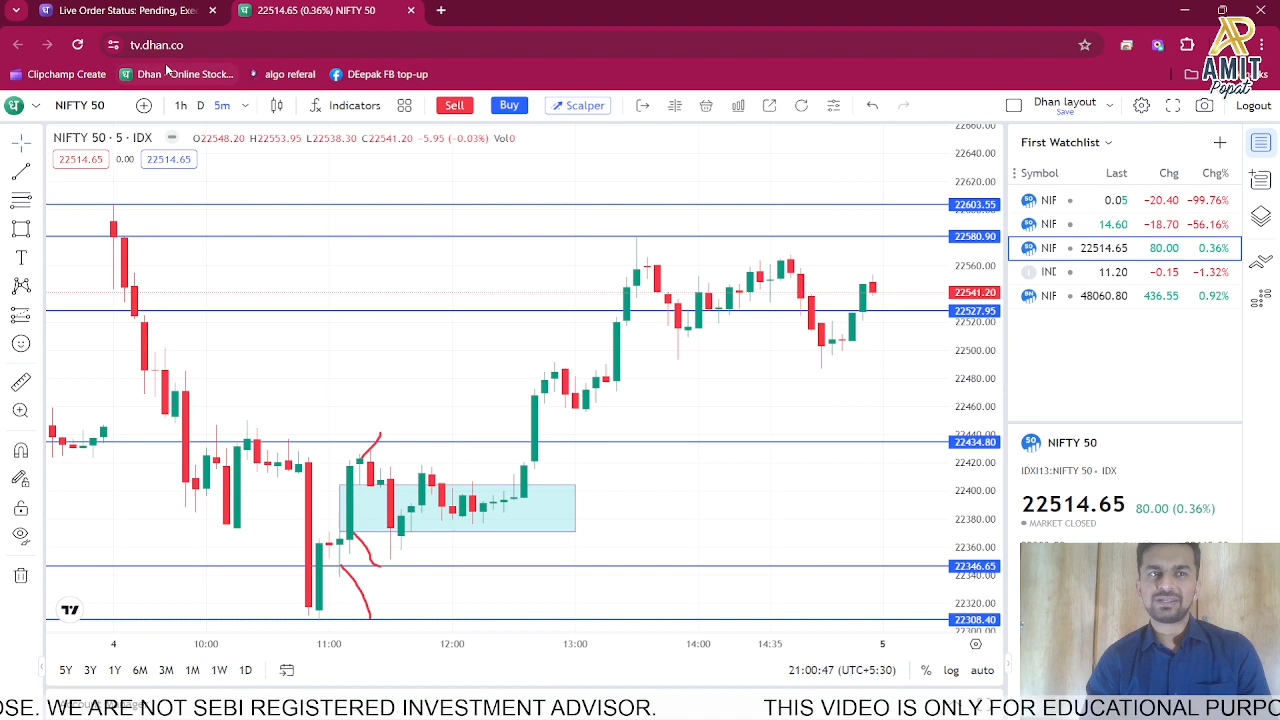 Live Order Status: Pending, Exec
22514.65 (0.36%) NIFTY 50
tv.dhan.co
Clipchamp Create
Dhan
Online Stock...
algo referal
DEepak FB top-up
AMIT
Popat
NIFTY 50
1h
D
5m
Indicators
Sell
Buy
Scalper
Dhan layout
Save
Logout
NIFTY 50 · 5 · IDX
O22548.20 H22553.95 L22538.30 C22541.20 −5.95 (−0.03%) Vol0
22514.65
0.00
22514.65
22660.00
22640.00
22620.00
22603.55
22580.90
22560.00
22541.20
22527.95
22520.00
22500.00
22480.00
22460.00
22434.80
22420.00
22400.00
22380.00
22360.00
22346.65
22340.00
22320.00
22308.40
22300.00
4
10:00
11:00
12:00
13:00
14:00
14:35
5
5Y
3Y
1Y
6M
3M
1M
1W
1D
21:00:47 (UTC+5:30)
%
log
auto
First Watchlist
Symbol Last Chg Chg%
NIF 0.05 −20.40 −99.76%
NIF 14.60 −18.70 −56.16%
NIF 22514.65 80.00 0.36%
IND 11.20 −0.15 −1.32%
NIF 48060.80 436.55 0.92%
NIFTY 50
IDX13:NIFTY 50 · IDX
22514.65 80.00 (0.36%)
MARKET CLOSED
OSE. WE ARE NOT SEBI REGISTERED INVESTMENT ADVISOR.
THIS VIDEO IS ONLY FOR EDUCATIONAL PURPO